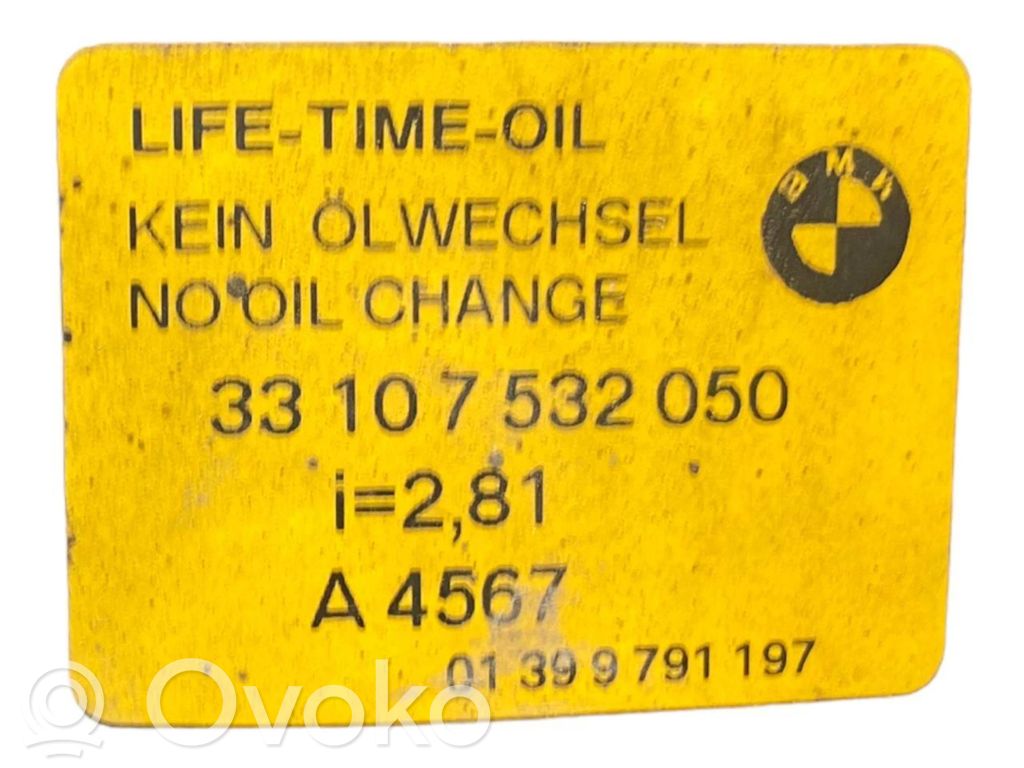 LIFE-TIME-OIL
BMW
KEIN ÖLWECHSEL
NO OIL CHANGE
33 10 7 532 050
i=2,81
A 4567
01 39 9 791 197
Ovoko